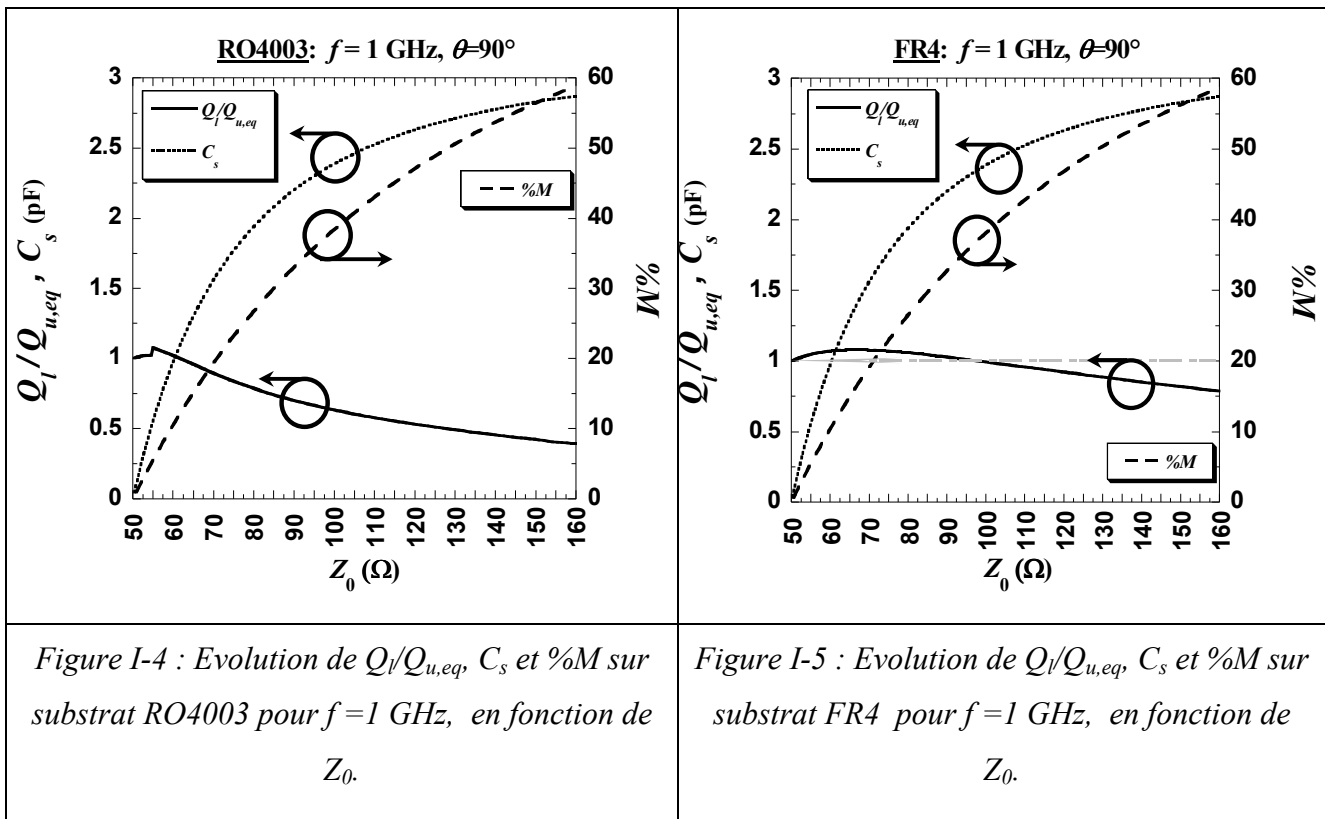 RO4003: f = 1 GHz, θ=90°
3
2.5
2
1.5
1
0.5
0
60
50
40
30
20
10
0
Q_l/Q_{u,eq}
C_s
%M
Q_l/Q_{u,eq} , C_s (pF)
%M
50
60
70
80
90
100
110
120
130
140
150
160
Z_0 (Ω)
FR4: f = 1 GHz, θ=90°
3
2.5
2
1.5
1
0.5
0
60
50
40
30
20
10
0
Q_l/Q_{u,eq}
C_s
%M
Q_l/Q_{u,eq} , C_s (pF)
%M
50
60
70
80
90
100
110
120
130
140
150
160
Z_0 (Ω)
Figure I-4 : Evolution de Q_l/Q_{u,eq}, C_s et %M sur
substrat RO4003 pour f =1 GHz, en fonction de
Z_0.
Figure I-5 : Evolution de Q_l/Q_{u,eq}, C_s et %M sur
substrat FR4 pour f =1 GHz, en fonction de
Z_0.